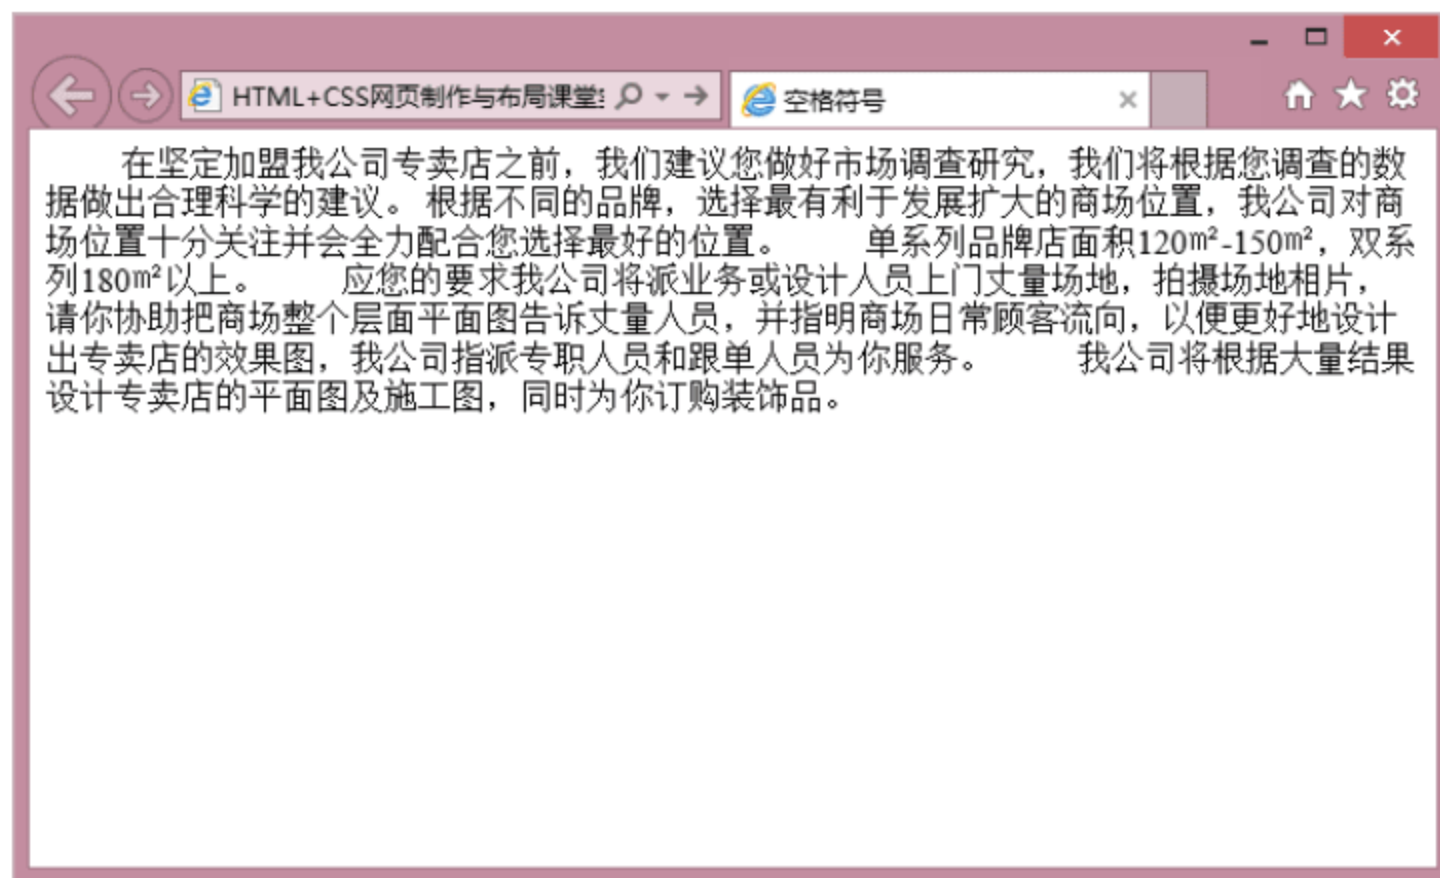 HTML+CSS网页制作与布局课堂
空格符号
在坚定加盟我公司专卖店之前，我们建议您做好市场调查研究，我们将根据您调查的数
据做出合理科学的建议。 根据不同的品牌，选择最有利于发展扩大的商场位置，我公司对商
场位置十分关注并会全力配合您选择最好的位置。 单系列品牌店面积120㎡-150㎡，双系
列180㎡以上。 应您的要求我公司将派业务或设计人员上门丈量场地，拍摄场地相片，
请你协助把商场整个层面平面图告诉丈量人员，并指明商场日常顾客流向，以便更好地设计
出专卖店的效果图，我公司指派专职人员和跟单人员为你服务。 我公司将根据大量结果
设计专卖店的平面图及施工图，同时为你订购装饰品。